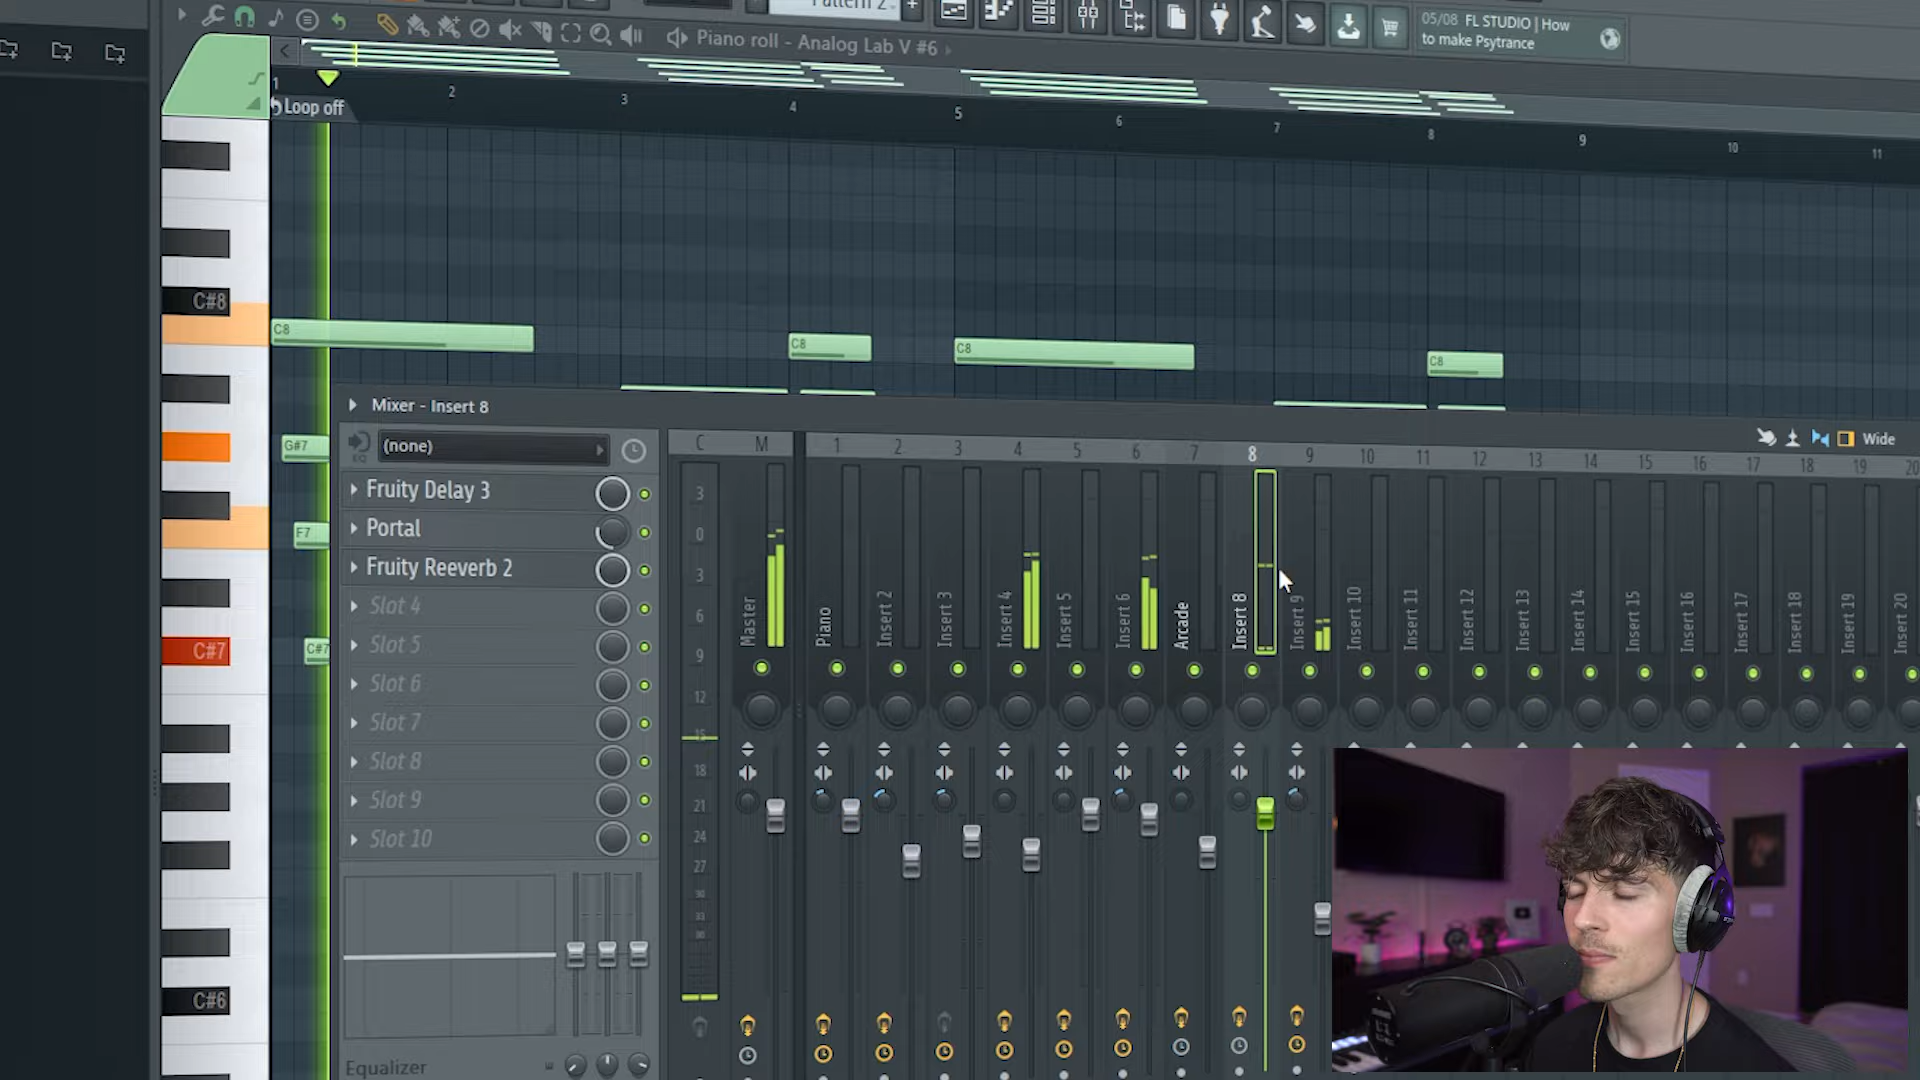 Pattern 2
05/08 FL STUDIO | How
to make Psytrance
Piano roll - Analog Lab V #6
1 2 3 4 5 6 7 8 9 10 11
Loop off
C#8
C8
C8
C8
C8
G#7
F7
C#7
C#7
C#6
Mixer - Insert 8
Wide
(none)
EQ
Fruity Delay 3
Portal
Fruity Reeverb 2
Slot 4
Slot 5
Slot 6
Slot 7
Slot 8
Slot 9
Slot 10
Equalizer
C M 1 2 3 4 5 6 7 8 9 10 11 12 13 14 15 16 17 18 19 20
3
0
3
6
9
12
15
18
21
24
27
30
33
36
Master
Piano
Insert 2
Insert 3
Insert 4
Insert 5
Insert 6
Arcade
Insert 8
Insert 9
Insert 10
Insert 11
Insert 12
Insert 13
Insert 14
Insert 15
Insert 16
Insert 17
Insert 18
Insert 19
Insert 20